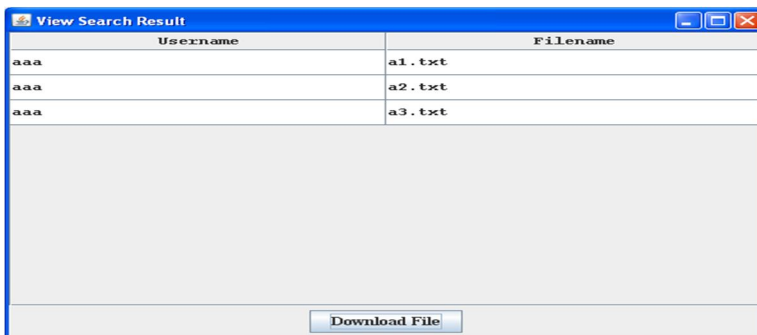 View Search Result
Username Filename
aaa a1.txt
aaa a2.txt
aaa a3.txt
Download File